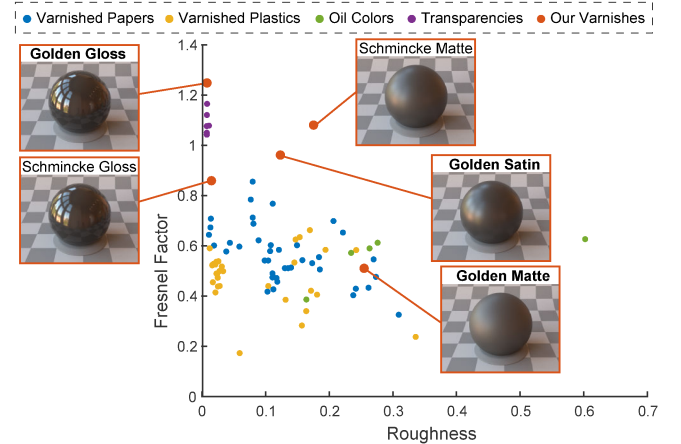 Varnished Papers Varnished Plastics Oil Colors Transparencies Our Varnishes
Golden Gloss
Schmincke Matte
Schmincke Gloss
Golden Satin
Golden Matte
Fresnel Factor
1.4
1.2
1
0.8
0.6
0.4
0.2
0
0 0.1 0.2 0.3 0.4 0.5 0.6 0.7
Roughness